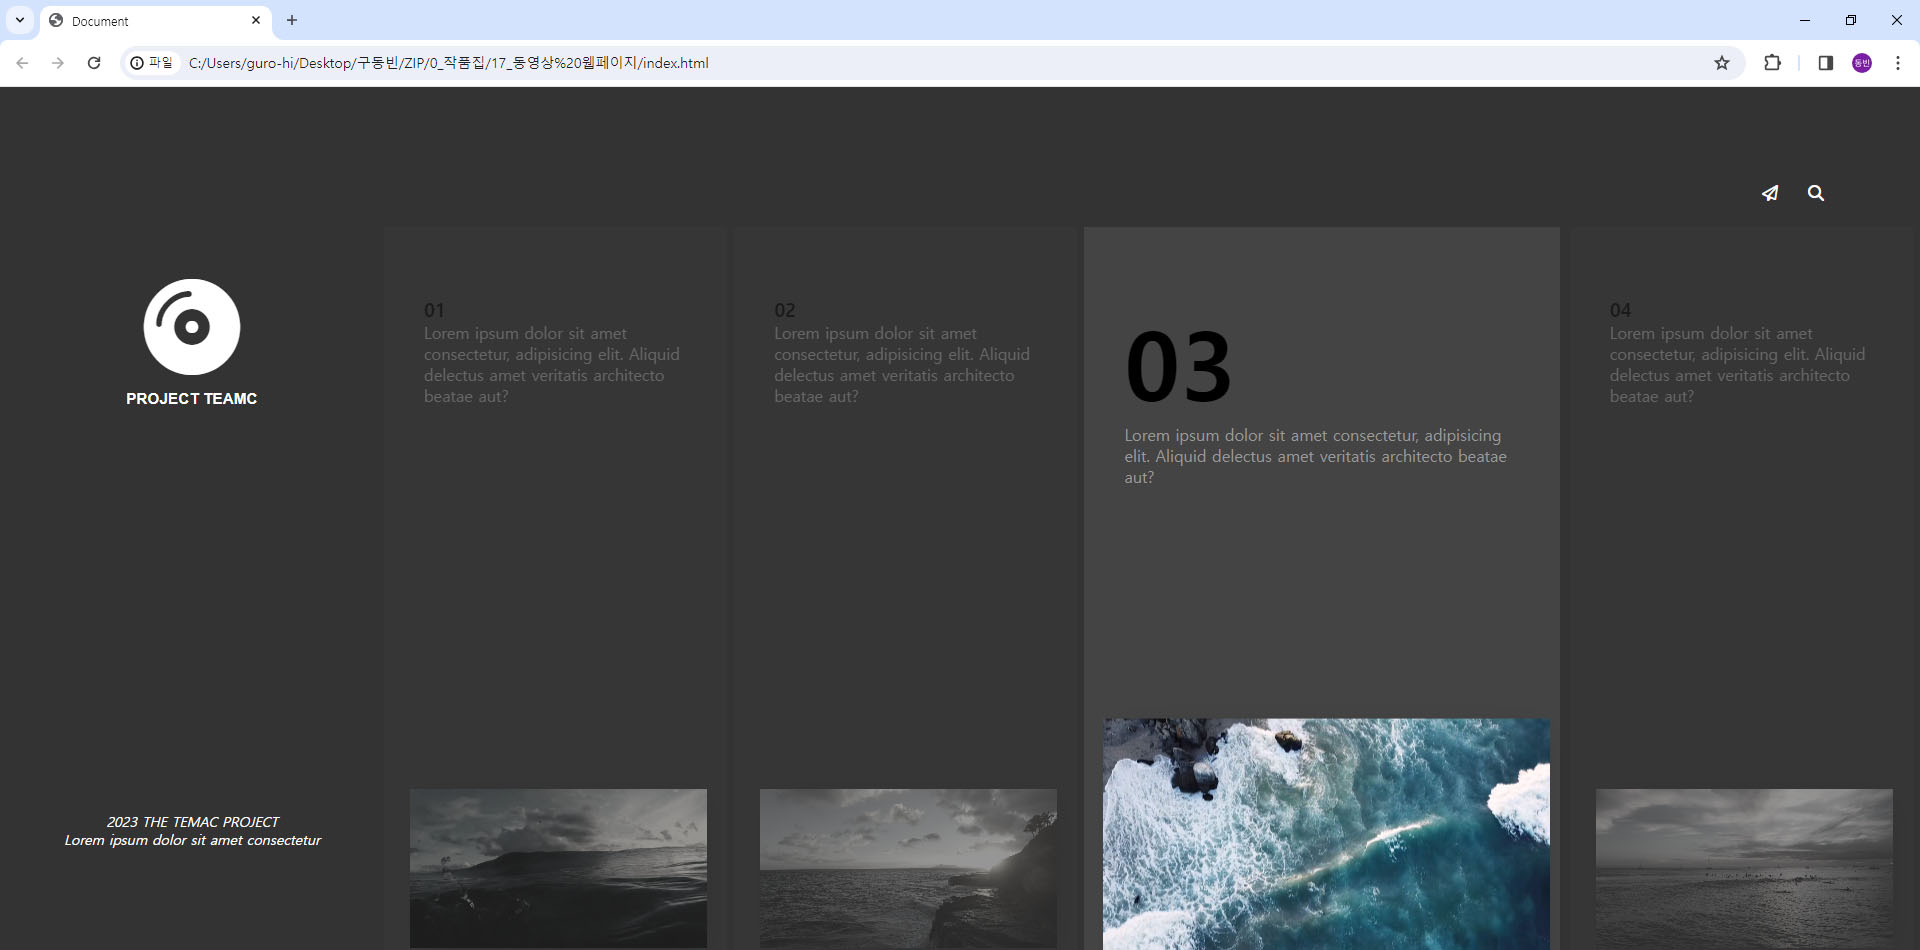 Document
파일
C:/Users/guro-hi/Desktop/구동빈/ZIP/0_작품집/17_동영상%20웹페이지/index.html
동빈
PROJECT TEAMC
2023 THE TEMAC PROJECT
Lorem ipsum dolor sit amet consectetur
01
Lorem ipsum dolor sit amet
consectetur, adipisicing elit. Aliquid
delectus amet veritatis architecto
beatae aut?
02
Lorem ipsum dolor sit amet
consectetur, adipisicing elit. Aliquid
delectus amet veritatis architecto
beatae aut?
03
Lorem ipsum dolor sit amet consectetur, adipisicing
elit. Aliquid delectus amet veritatis architecto beatae
aut?
04
Lorem ipsum dolor sit amet
consectetur, adipisicing elit. Aliquid
delectus amet veritatis architecto
beatae aut?